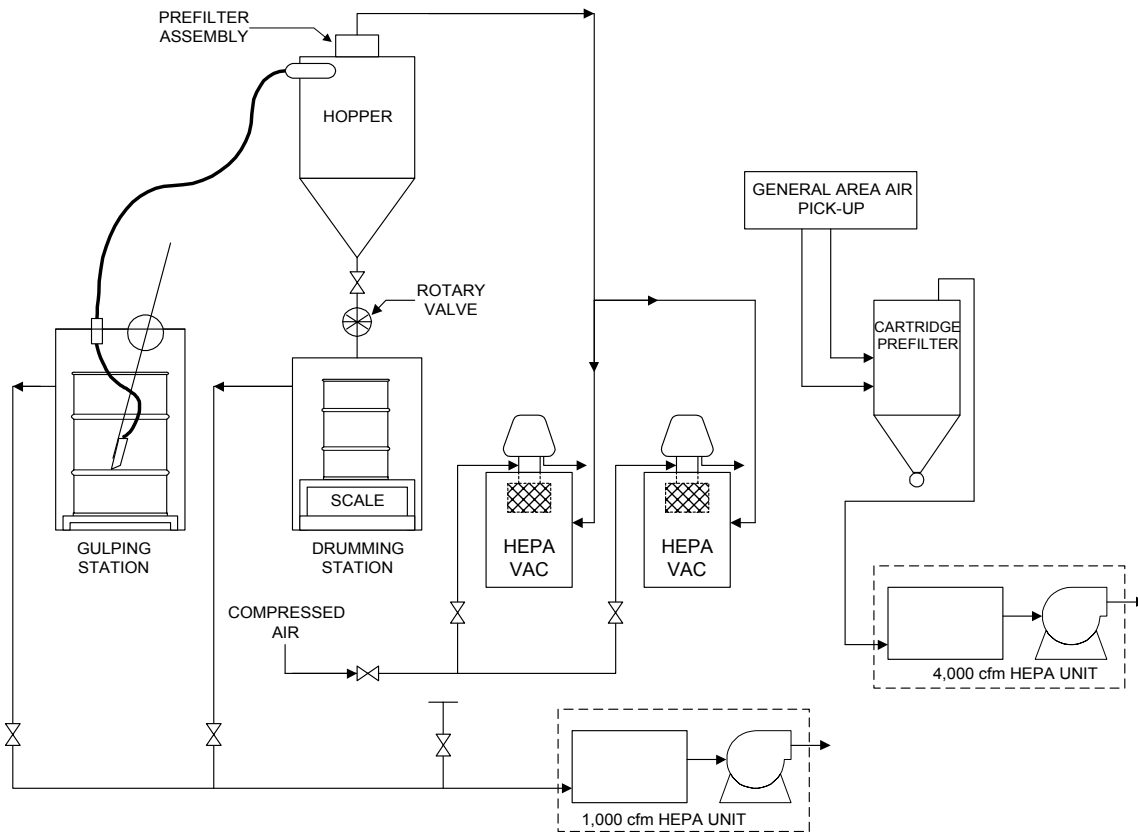 PREFILTER
ASSEMBLY
HOPPER
GENERAL AREA AIR
PICK-UP
ROTARY
VALVE
CARTRIDGE
PREFILTER
SCALE
GULPING
STATION
DRUMMING
STATION
HEPA
VAC
HEPA
VAC
COMPRESSED
AIR
4,000 cfm HEPA UNIT
1,000 cfm HEPA UNIT